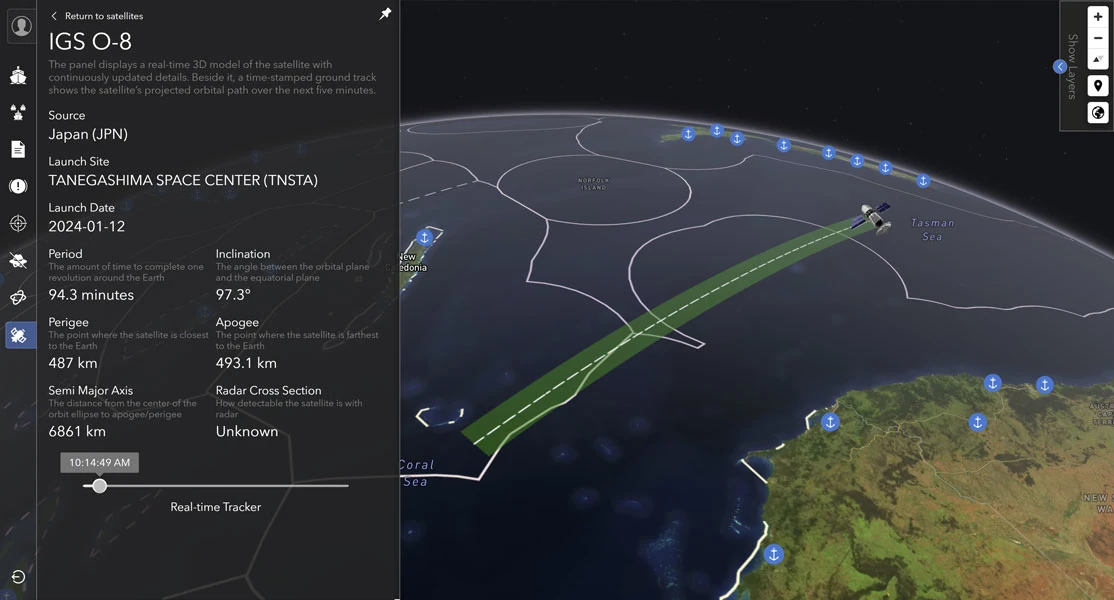 Return to satellites
IGS O-8
The panel displays a real-time 3D model of the satellite with
continuously updated details. Beside it, a time-stamped ground track
shows the satellite's projected orbital path over the next five minutes.
Source
Japan (JPN)
Launch Site
TANEGASHIMA SPACE CENTER (TNSTA)
Launch Date
2024-01-12
Period
The amount of time to complete one
revolution around the Earth
94.3 minutes
Inclination
The angle between the orbital plane
and the equatorial plane
97.3°
Perigee
The point where the satellite is closest
to the Earth
487 km
Apogee
The point where the satellite is farthest
to the Earth
493.1 km
Semi Major Axis
The distance from the center of the
orbit ellipse to apogee/perigee
6861 km
Radar Cross Section
How detectable the satellite is with
radar
Unknown
10:14:49 AM
Real-time Tracker
NORFOLK
ISLAND
Tasman
Sea
New
edonia
Coral
Sea
AUSTR
CAP
TERR
NEW S
WA
Show Layers